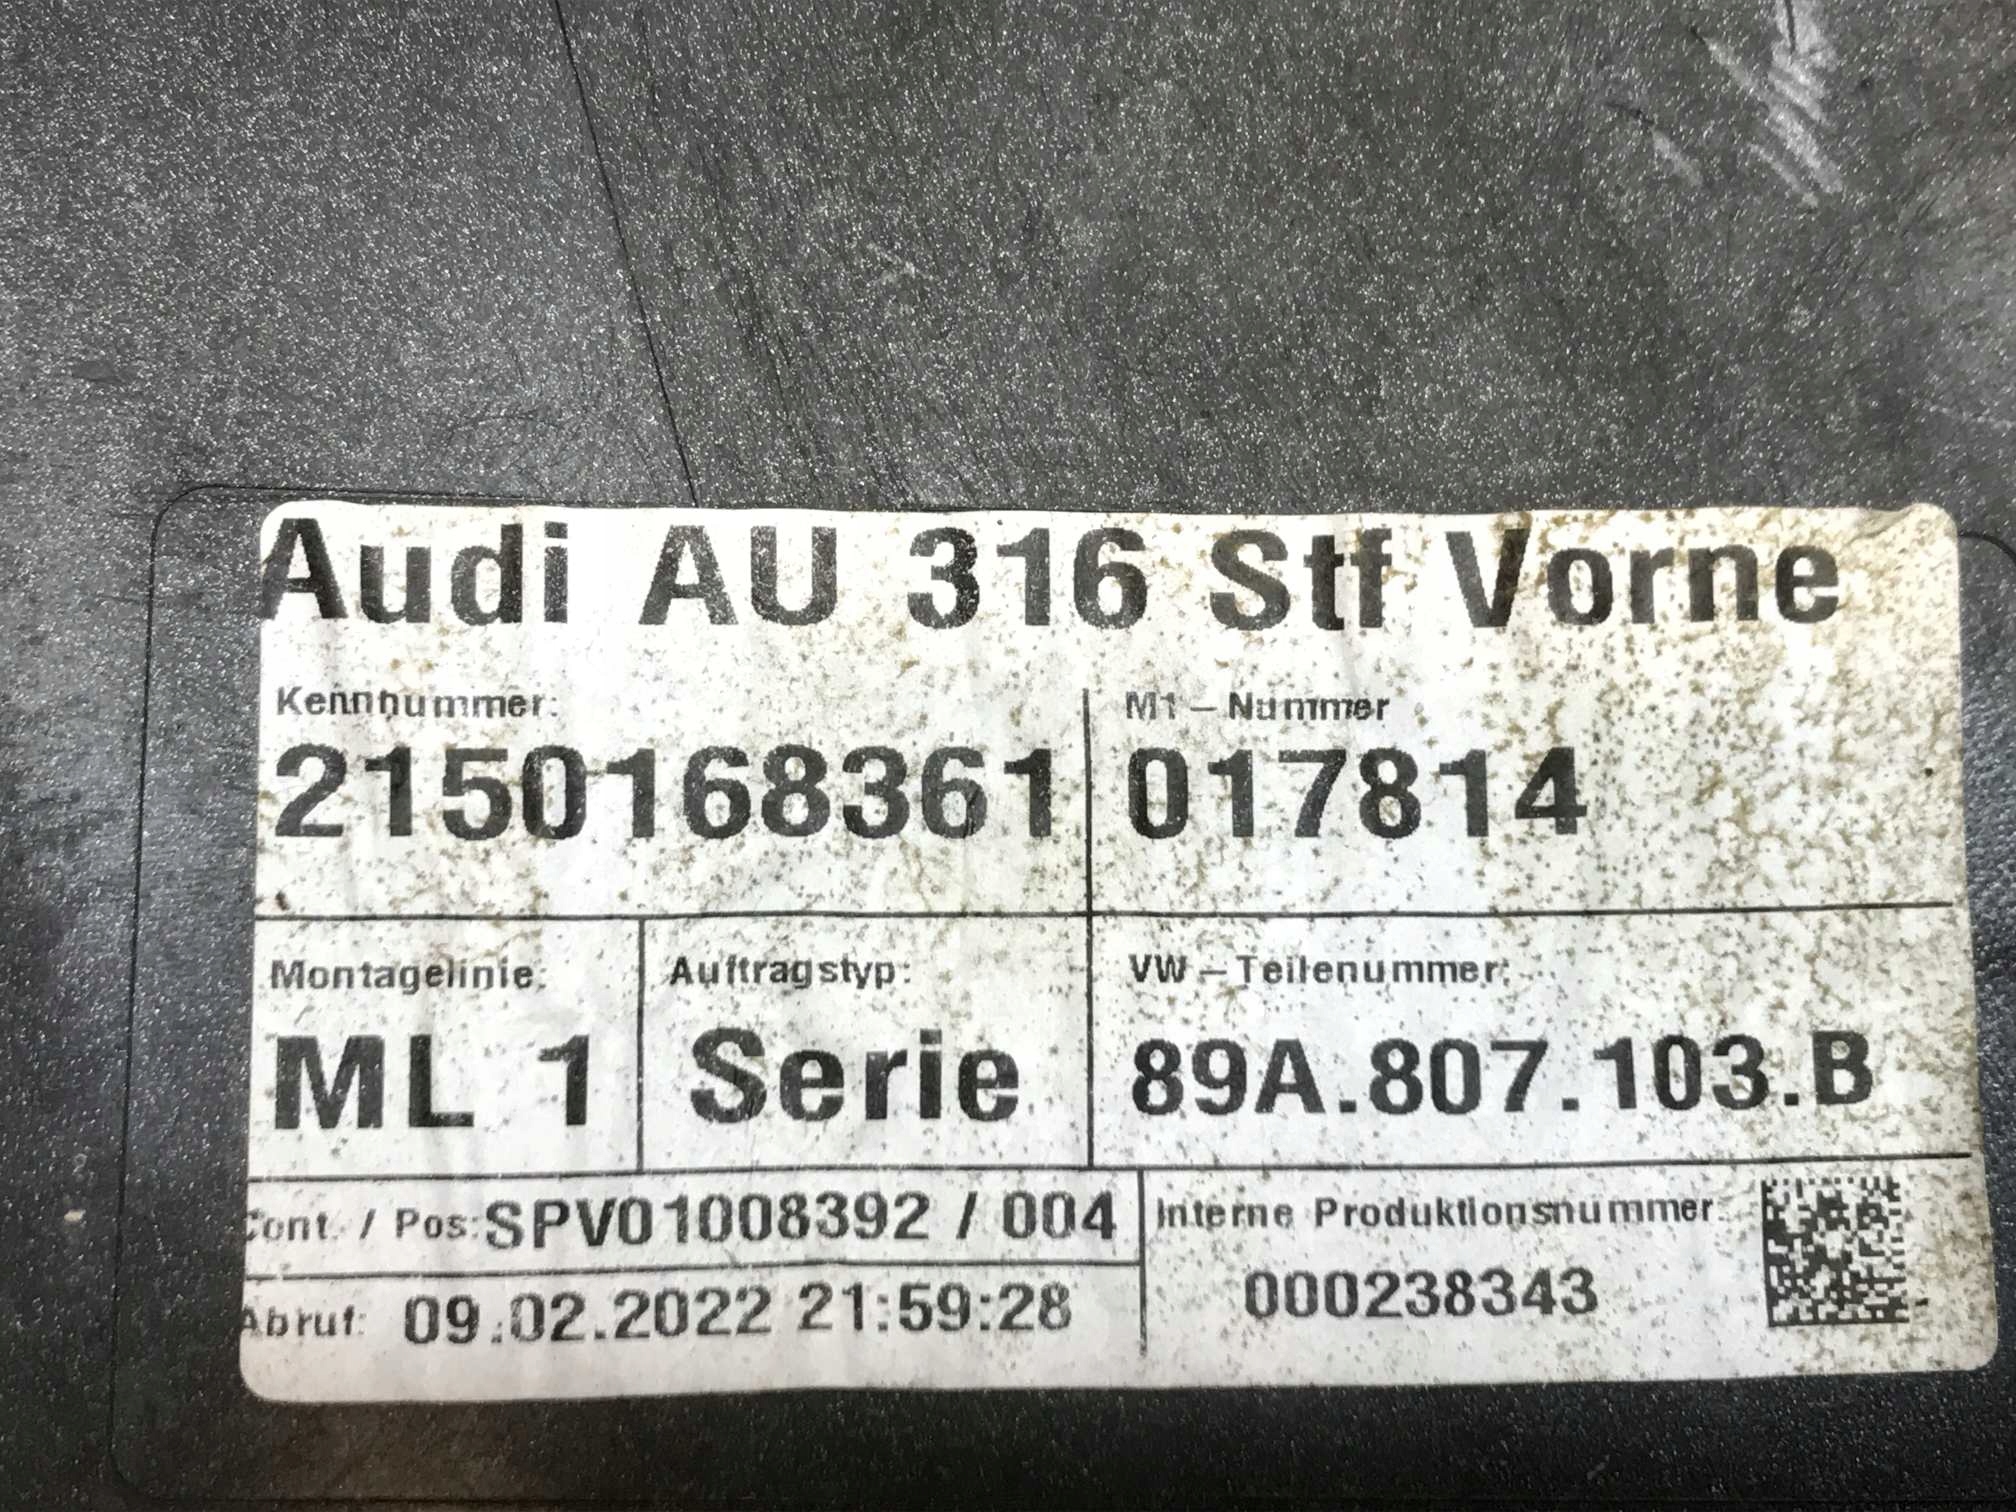 Audi AU 316 Stf Vorne
Kennnummer: M1 - Nummer
2150168361 017814
Montagelinie: Auftragstyp: VW - Teilenummer:
ML 1 Serie 89A.807.103.B
Cont. / Pos: SPV01008392 / 004 Interne Produktionsnummer:
Abruf: 09.02.2022 21:59:28 000238343